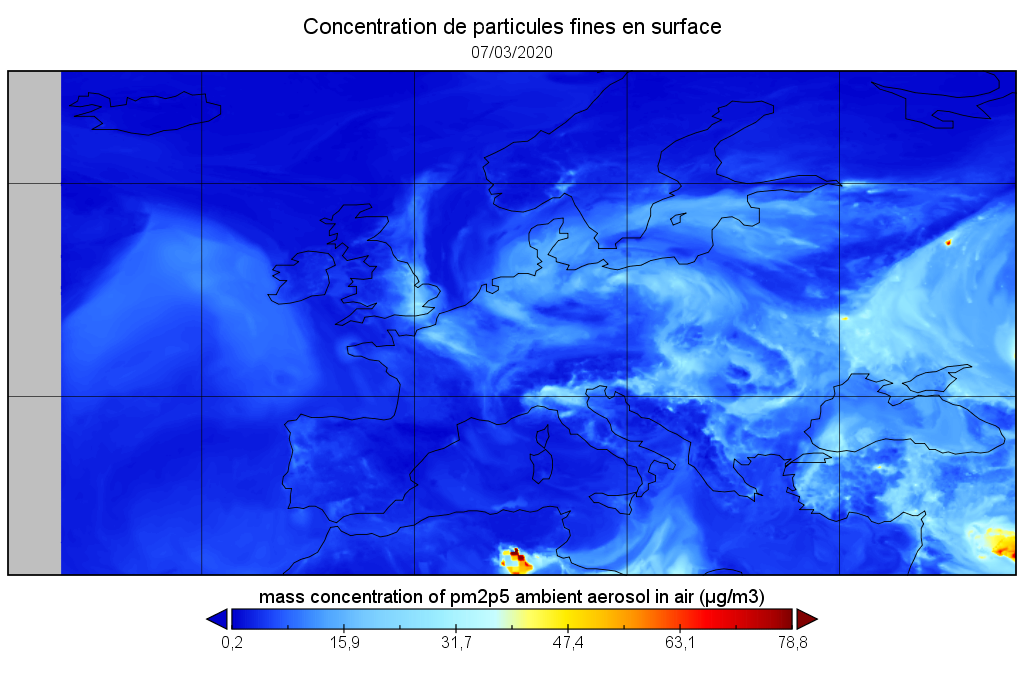 Concentration de particules fines en surface
07/03/2020
mass concentration of pm2p5 ambient aerosol in air (µg/m3)
0,2 15,9 31,7 47,4 63,1 78,8